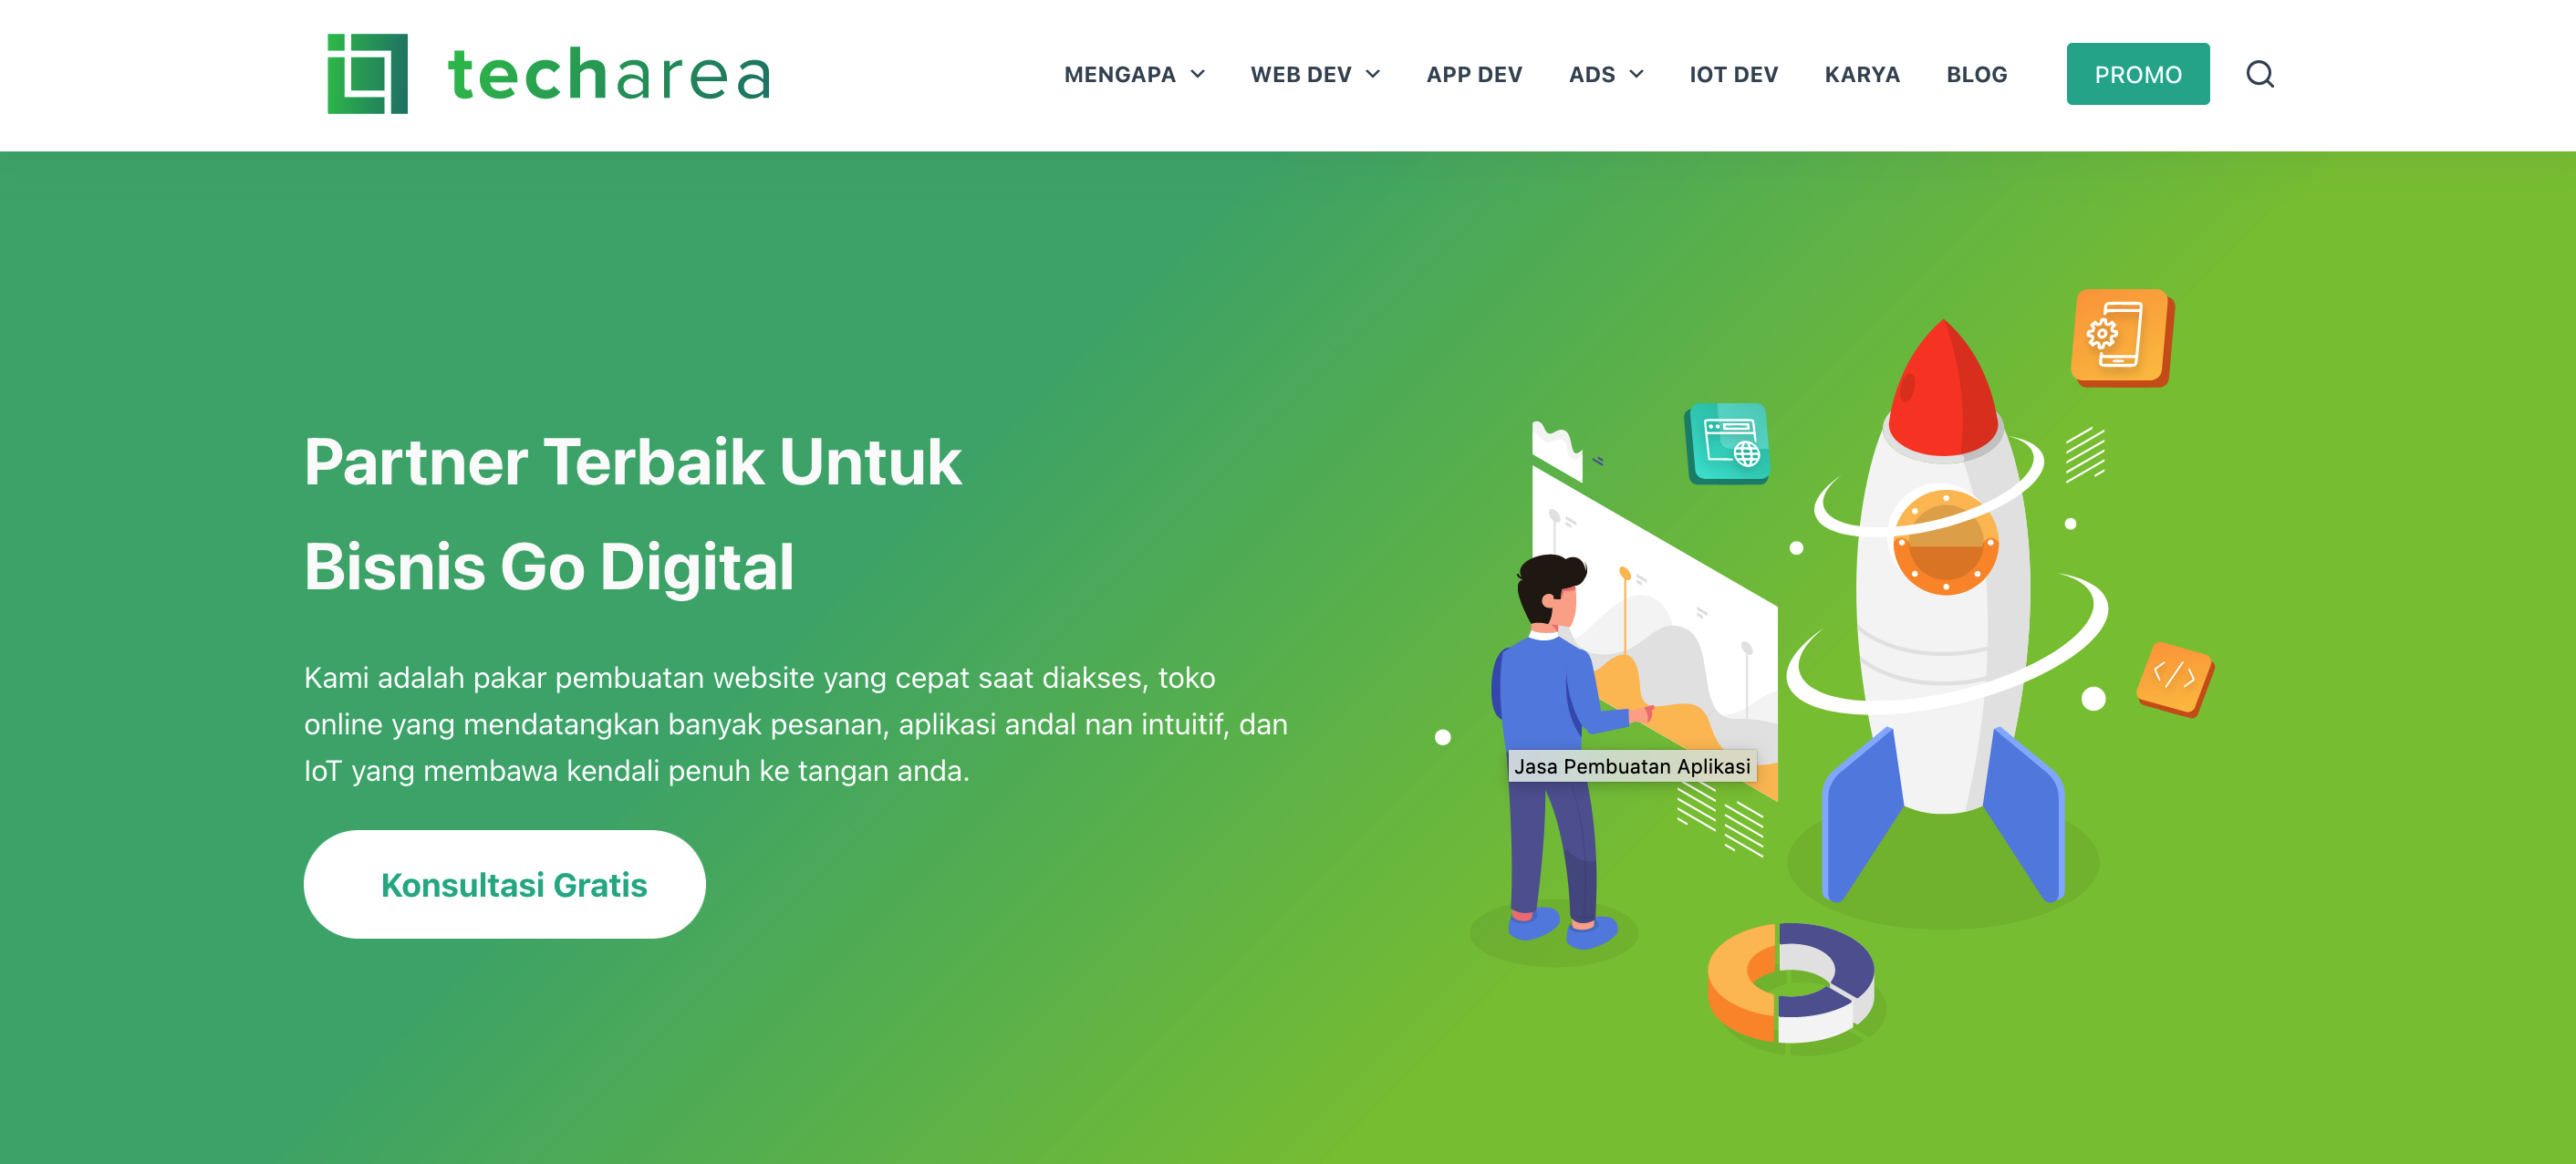 techarea
MENGAPA WEB DEV APP DEV ADS IOT DEV KARYA BLOG PROMO
Partner Terbaik Untuk
Bisnis Go Digital
Kami adalah pakar pembuatan website yang cepat saat diakses, toko
online yang mendatangkan banyak pesanan, aplikasi andal nan intuitif, dan
IoT yang membawa kendali penuh ke tangan anda.
Jasa Pembuatan Aplikasi
Konsultasi Gratis